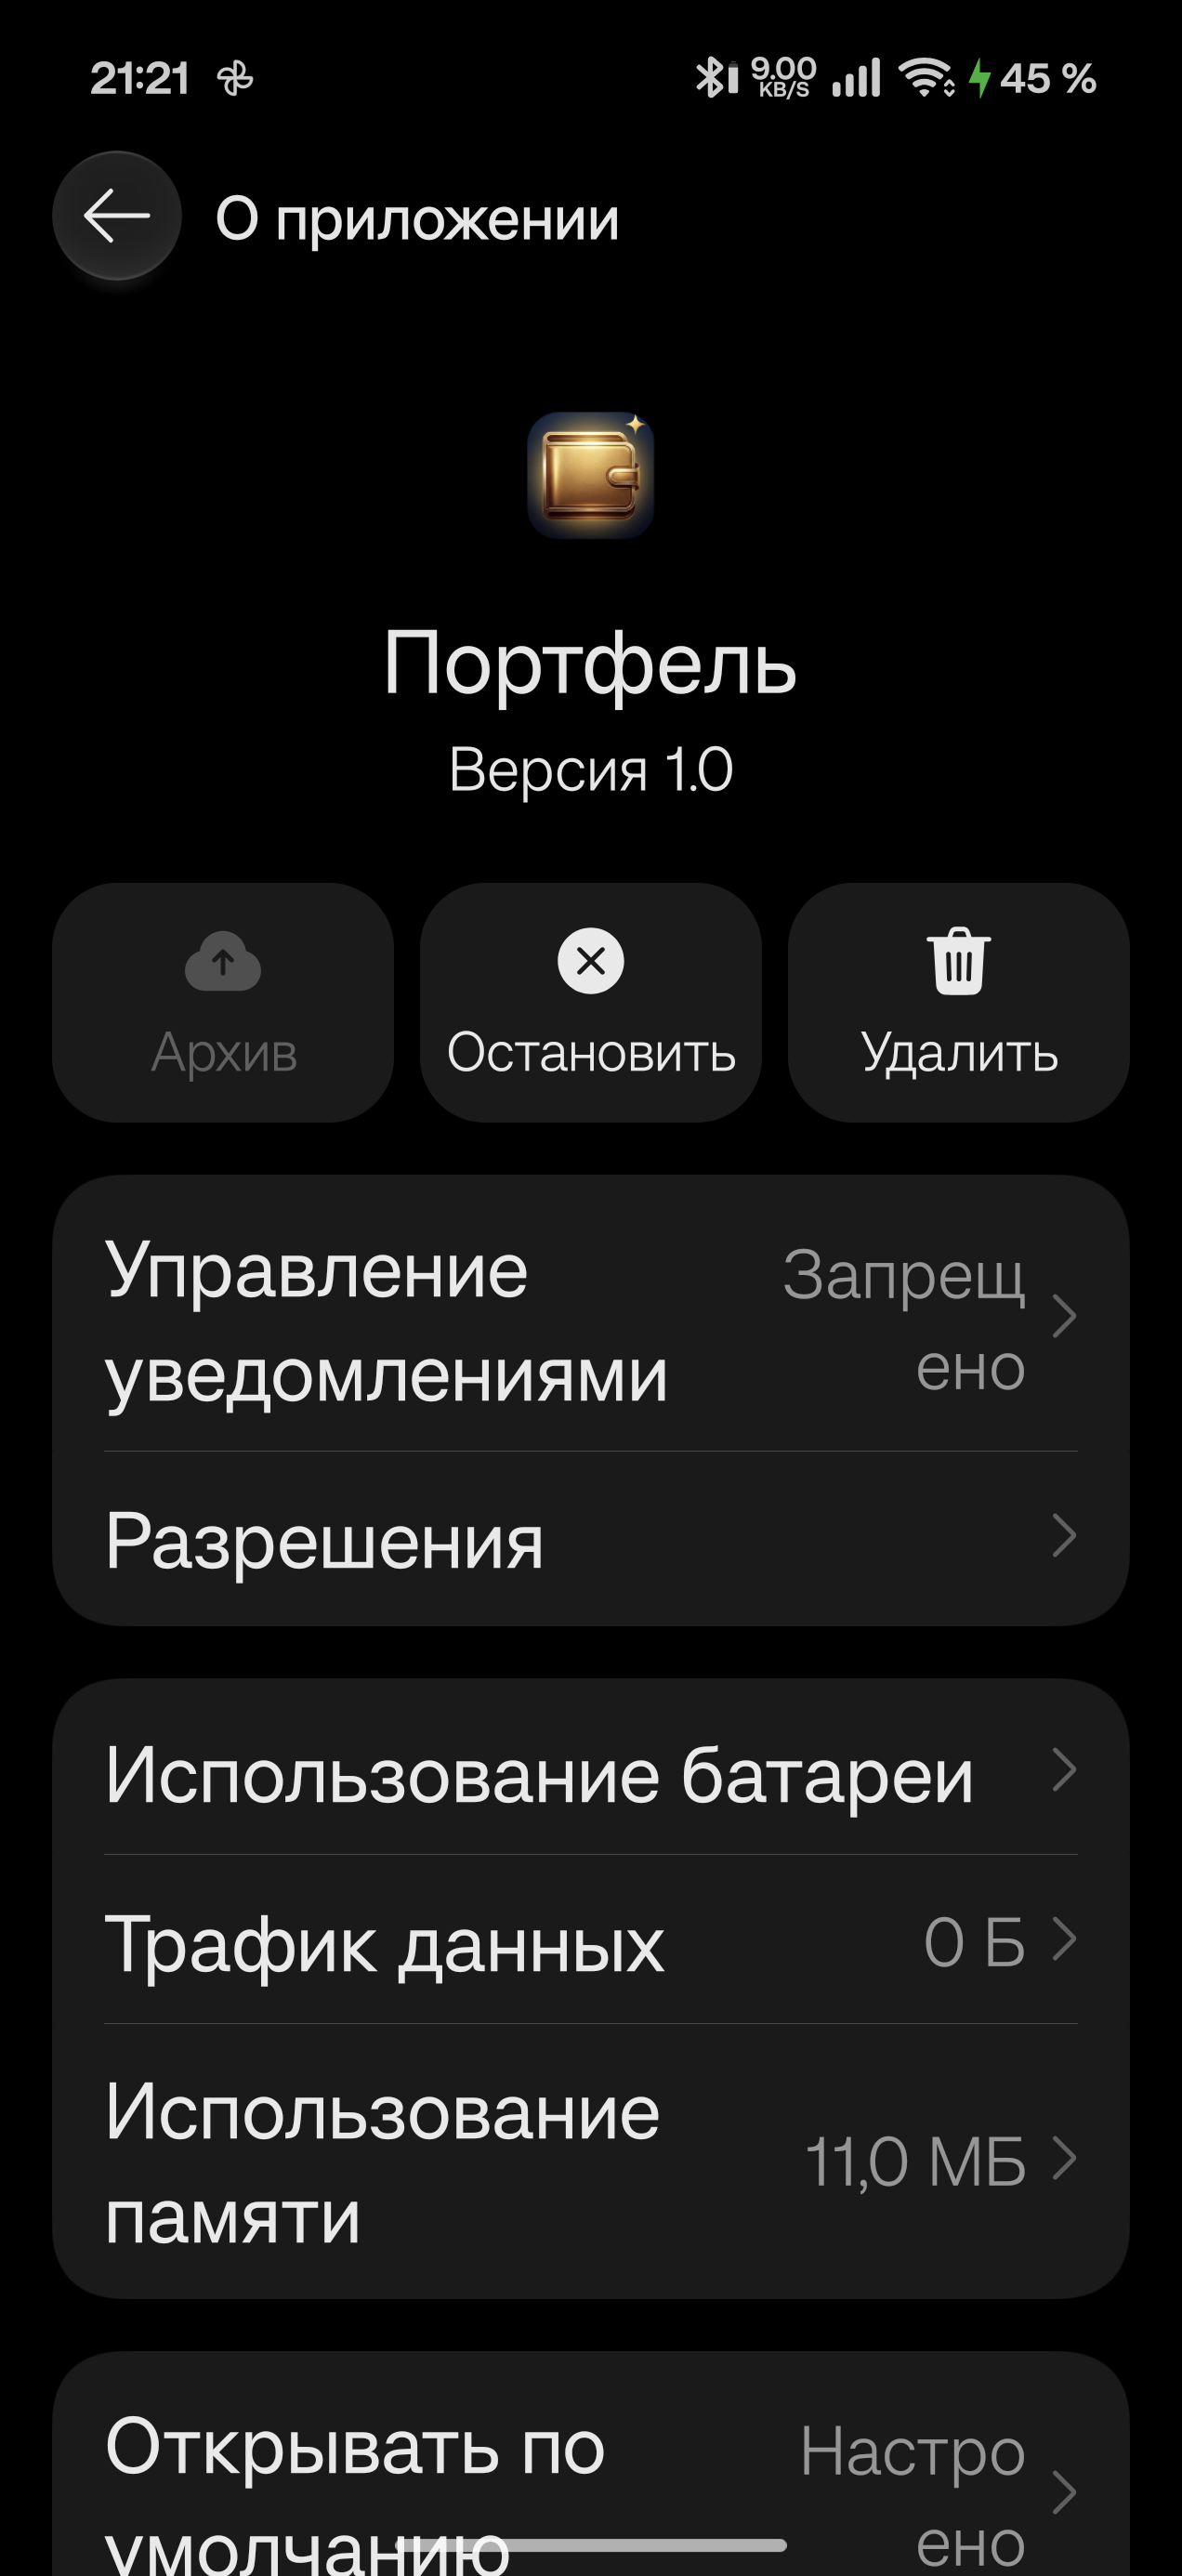 21:21
9.00
KB/S
45 %
О приложении
Портфель
Версия 1.0
Архив
Остановить
Удалить
Управление
уведомлениями
Запрещ
ено
Разрешения
Использование батареи
Трафик данных
0 Б
Использование
памяти
11,0 МБ
Открывать по
умолчанию
Настро
ено